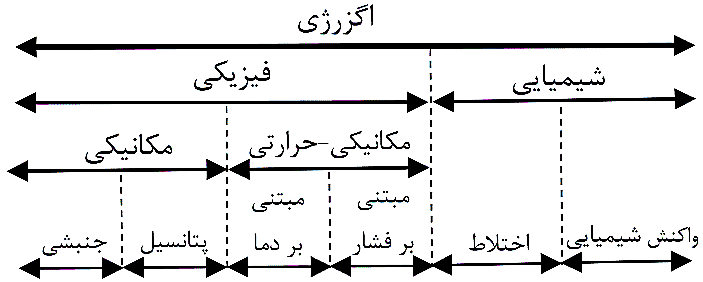 اگزرژی
شیمیایی
فیزیکی
مکانیکی-حرارتی
مکانیکی
واکنش شیمیایی
اختلاط
مبتنی
بر فشار
مبتنی
بر دما
پتانسیل
جنبشی